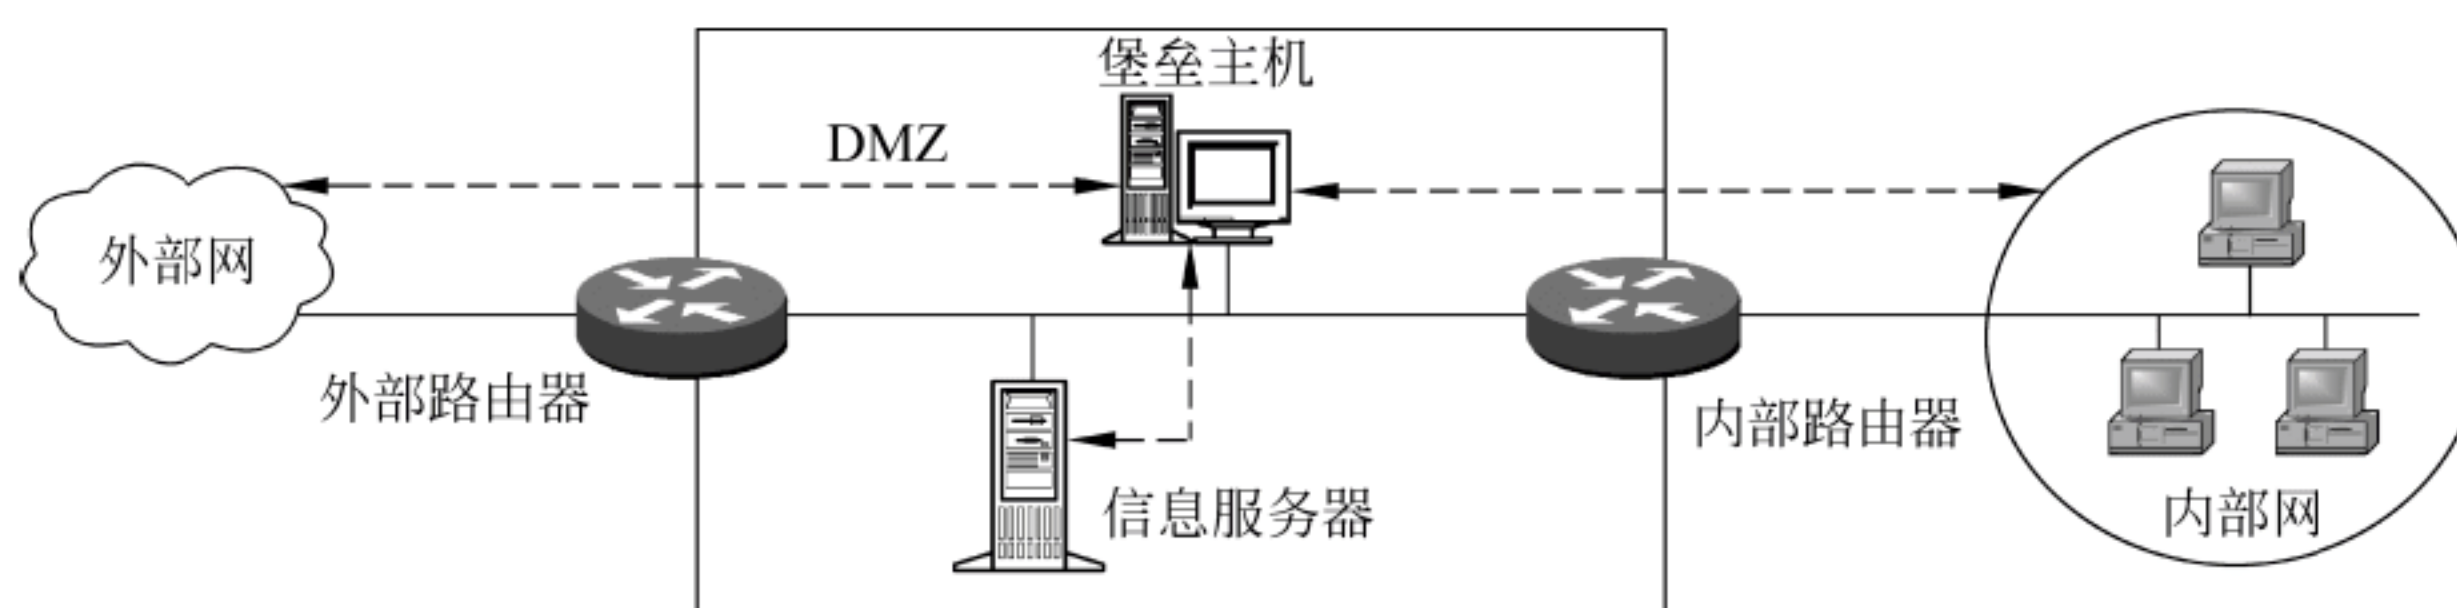 堡垒主机
DMZ
外部网
外部路由器
内部路由器
信息服务器
内部网